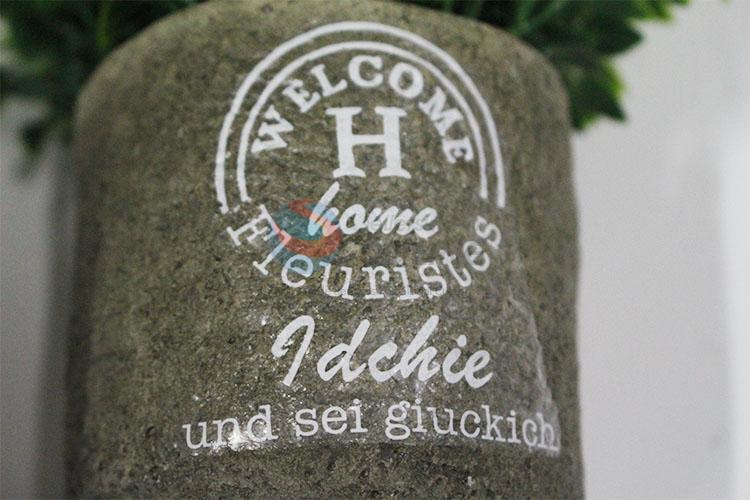 WELCOME
H
home
Fleuristes
Idchie
und sei giuckich